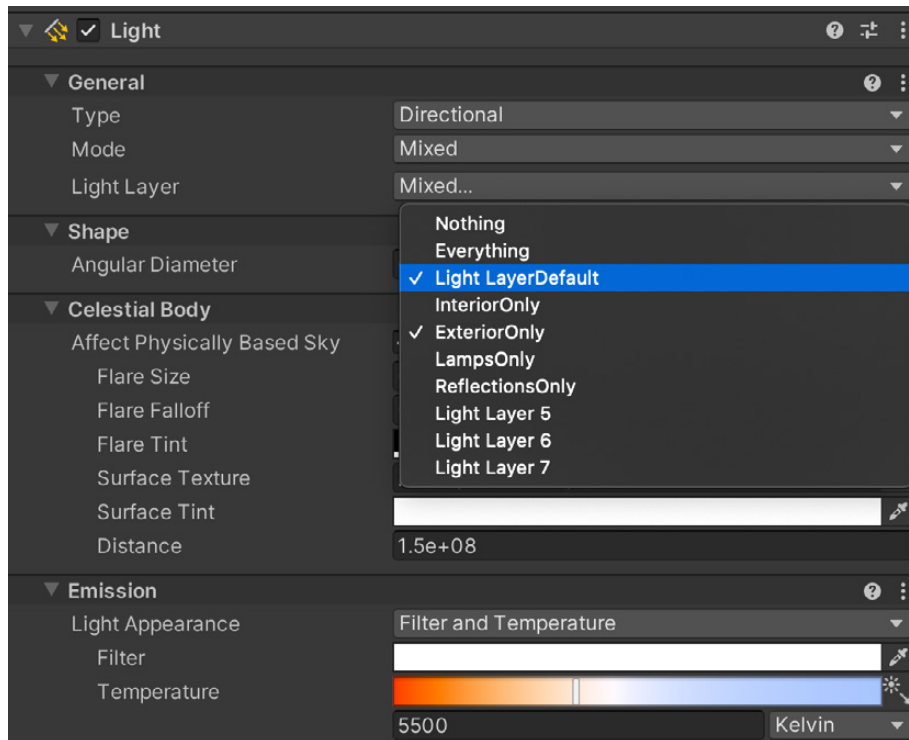 Light
General
Type Directional
Mode Mixed
Light Layer Mixed...
Nothing
Shape
Everything
Angular Diameter
Light LayerDefault
InteriorOnly
Celestial Body
ExteriorOnly
Affect Physically Based Sky
LampsOnly
Flare Size
ReflectionsOnly
Flare Falloff
Light Layer 5
Flare Tint
Light Layer 6
Surface Texture
Light Layer 7
Surface Tint
Distance 1.5e+08
Emission
Light Appearance Filter and Temperature
Filter
Temperature
5500 Kelvin